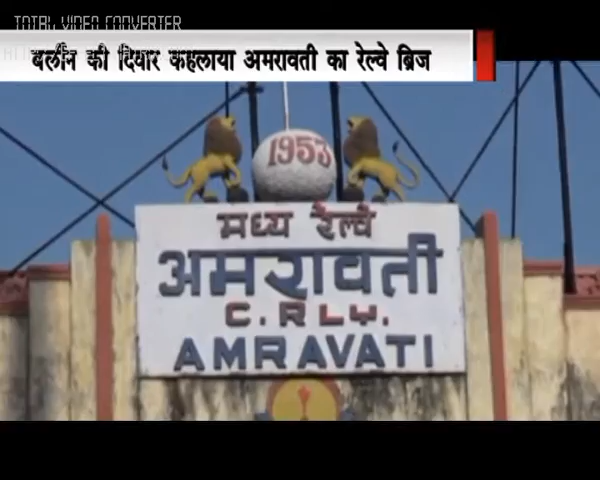 TOTAL VIDEO CONVERTER
बर्लीन की दिवार कहलाया अमरावती का रेल्वे ब्रिज
1953
मध्य रेल्वे
अमरावती
C.RLY.
AMRAVATI